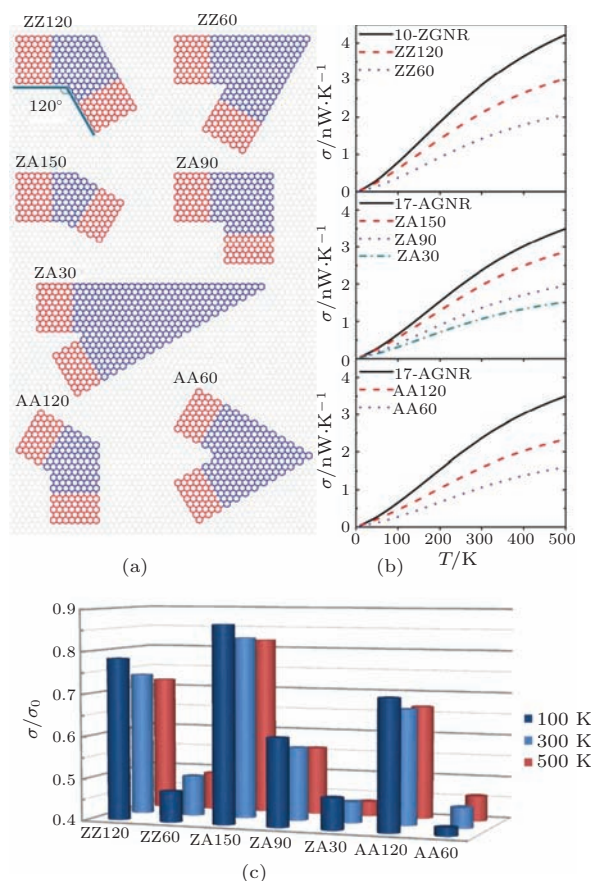 ZZ120
ZZ60
120°
ZA150
ZA90
ZA30
AA120
AA60
(a)
σ/nW·K−1
4
3
2
1
0
10-ZGNR
ZZ120
ZZ60
σ/nW·K−1
4
3
2
1
0
17-AGNR
ZA150
ZA90
ZA30
σ/nW·K−1
4
3
2
1
0
17-AGNR
AA120
AA60
0 100 200 300 400 500
T/K
(b)
σ/σ0
0.9
0.8
0.7
0.6
0.5
0.4
ZZ120 ZZ60 ZA150 ZA90 ZA30 AA120 AA60
100 K
300 K
500 K
(c)